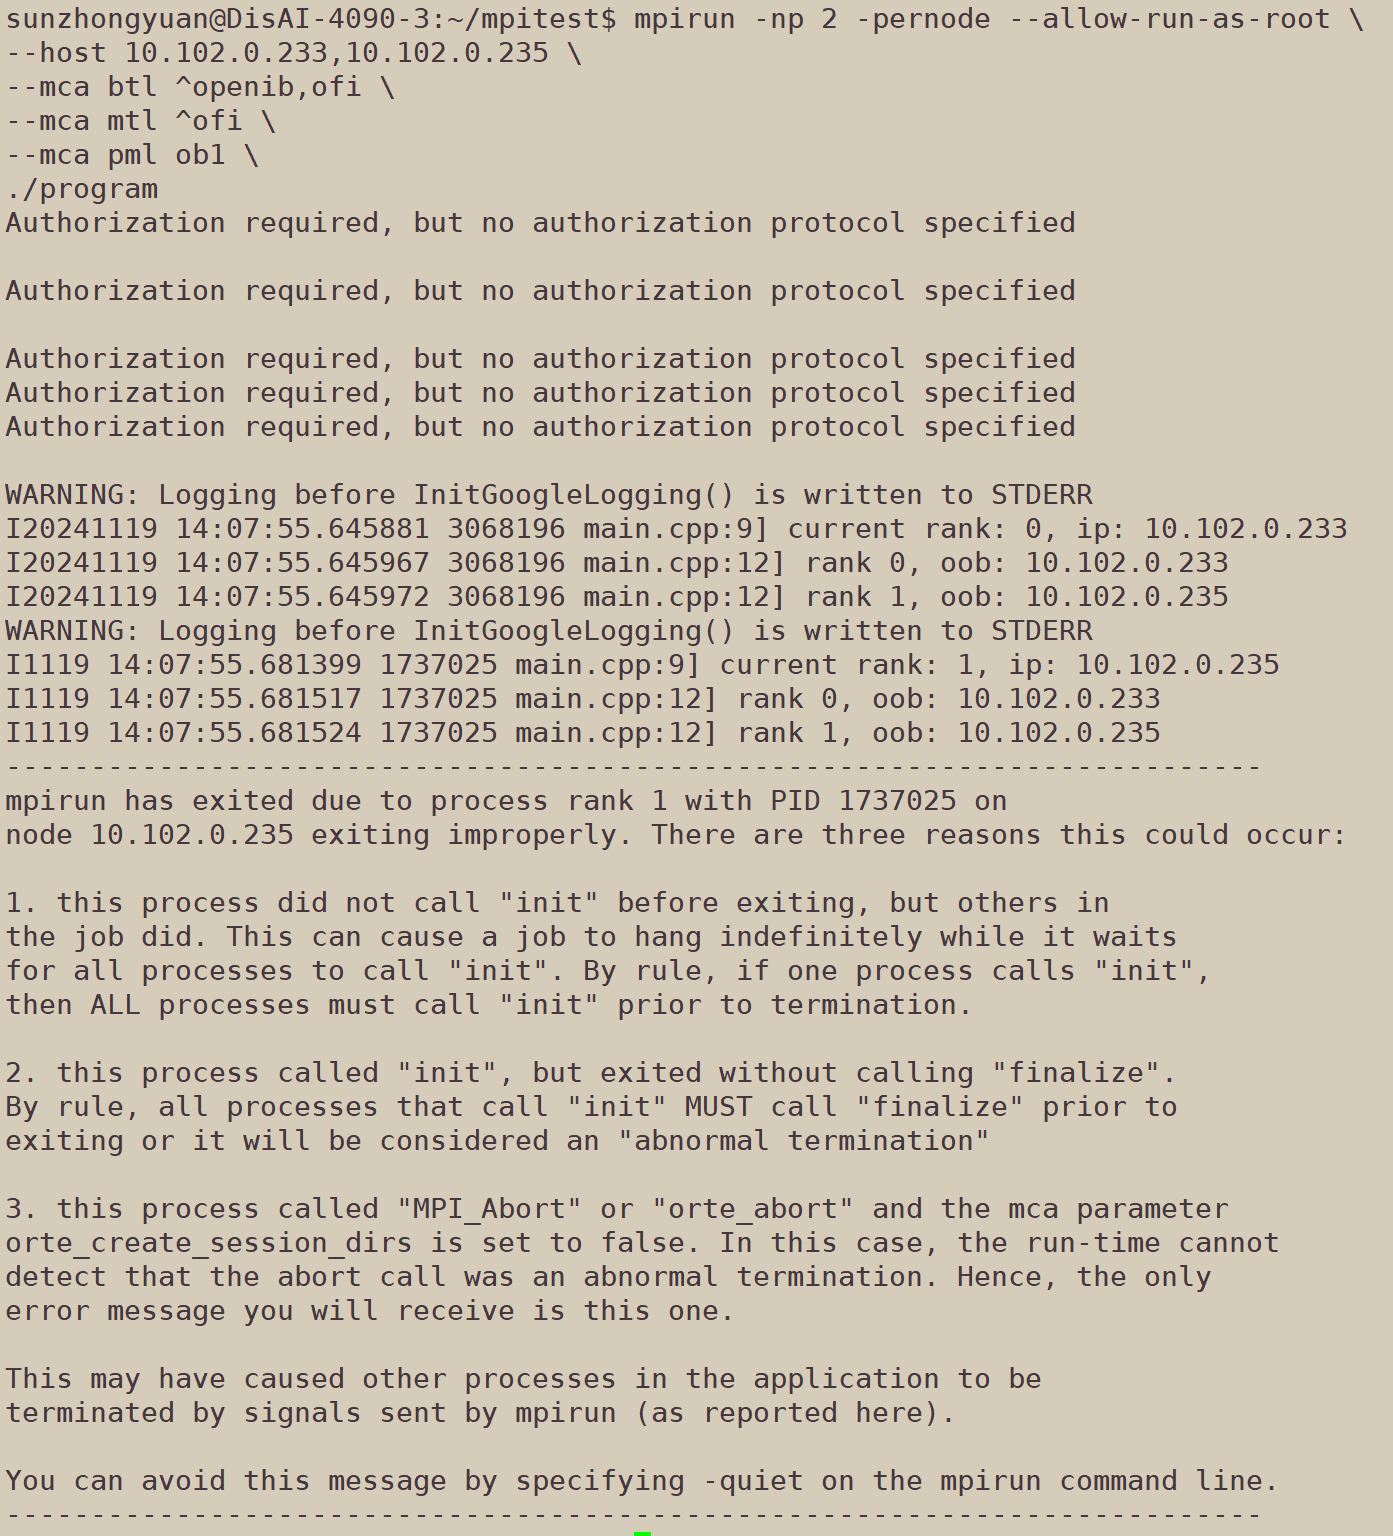 sunzhongyuan@DisAI-4090-3:~/mpitest$ mpirun -np 2 -pernode --allow-run-as-root \
--host 10.102.0.233,10.102.0.235 \
--mca btl ^openib,ofi \
--mca mtl ^ofi \
--mca pml ob1 \
./program
Authorization required, but no authorization protocol specified

Authorization required, but no authorization protocol specified

Authorization required, but no authorization protocol specified
Authorization required, but no authorization protocol specified
Authorization required, but no authorization protocol specified

WARNING: Logging before InitGoogleLogging() is written to STDERR
I20241119 14:07:55.645881 3068196 main.cpp:9] current rank: 0, ip: 10.102.0.233
I20241119 14:07:55.645967 3068196 main.cpp:12] rank 0, oob: 10.102.0.233
I20241119 14:07:55.645972 3068196 main.cpp:12] rank 1, oob: 10.102.0.235
WARNING: Logging before InitGoogleLogging() is written to STDERR
I1119 14:07:55.681399 1737025 main.cpp:9] current rank: 1, ip: 10.102.0.235
I1119 14:07:55.681517 1737025 main.cpp:12] rank 0, oob: 10.102.0.233
I1119 14:07:55.681524 1737025 main.cpp:12] rank 1, oob: 10.102.0.235
--------------------------------------------------------------------------
mpirun has exited due to process rank 1 with PID 1737025 on
node 10.102.0.235 exiting improperly. There are three reasons this could occur:

1. this process did not call "init" before exiting, but others in
the job did. This can cause a job to hang indefinitely while it waits
for all processes to call "init". By rule, if one process calls "init",
then ALL processes must call "init" prior to termination.

2. this process called "init", but exited without calling "finalize".
By rule, all processes that call "init" MUST call "finalize" prior to
exiting or it will be considered an "abnormal termination"

3. this process called "MPI_Abort" or "orte_abort" and the mca parameter
orte_create_session_dirs is set to false. In this case, the run-time cannot
detect that the abort call was an abnormal termination. Hence, the only
error message you will receive is this one.

This may have caused other processes in the application to be
terminated by signals sent by mpirun (as reported here).

You can avoid this message by specifying -quiet on the mpirun command line.
--------------------------------------------------------------------------